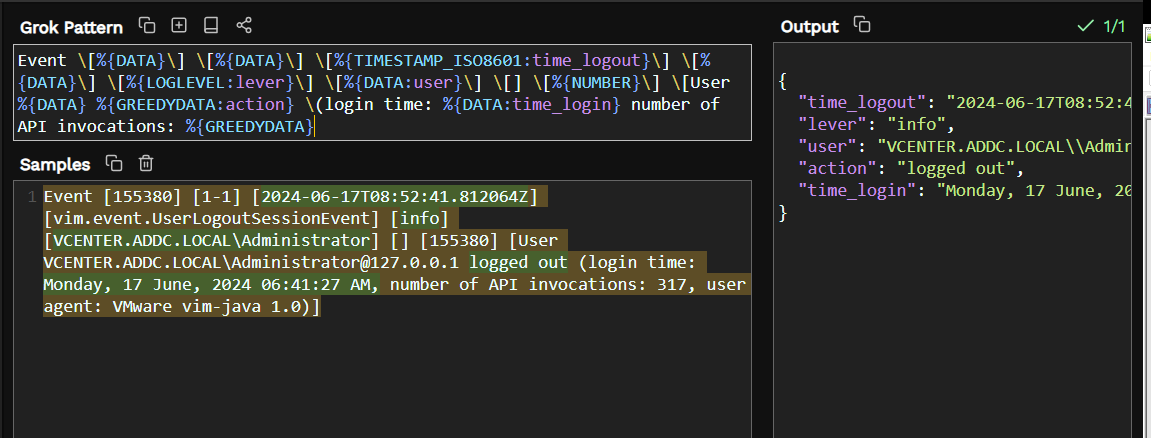 Grok Pattern
Output
1/1
Event \[%{DATA}\] \[%{DATA}\] \[%{TIMESTAMP_ISO8601:time_logout}\] \[%
{DATA}\] \[%{LOGLEVEL:lever}\] \[%{DATA:user}\] \[] \[%{NUMBER}\] \[User
%{DATA} %{GREEDYDATA:action} \(login time: %{DATA:time_login} number of
API invocations: %{GREEDYDATA}
Samples
1 Event [155380] [1-1] [2024-06-17T08:52:41.812064Z]
[vim.event.UserLogoutSessionEvent] [info]
[VCENTER.ADDC.LOCAL\Administrator] [] [155380] [User
VCENTER.ADDC.LOCAL\Administrator@127.0.0.1 logged out (login time:
Monday, 17 June, 2024 06:41:27 AM, number of API invocations: 317, user
agent: VMware vim-java 1.0)]
{
"time_logout": "2024-06-17T08:52:4
"lever": "info",
"user": "VCENTER.ADDC.LOCAL\\Admin
"action": "logged out",
"time_login": "Monday, 17 June, 20
}